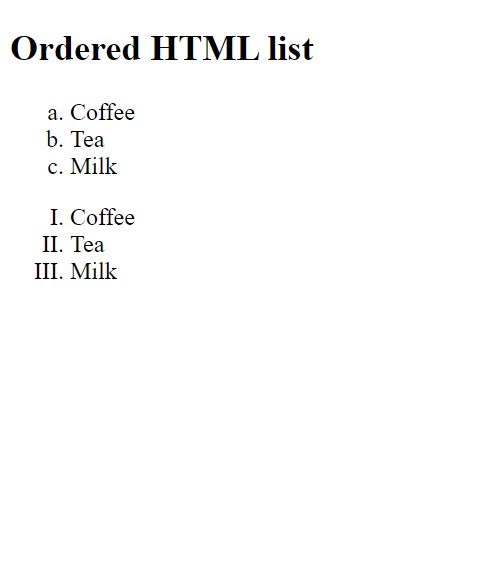 Ordered HTML list
a. Coffee
b. Tea
c. Milk
I. Coffee
II. Tea
III. Milk